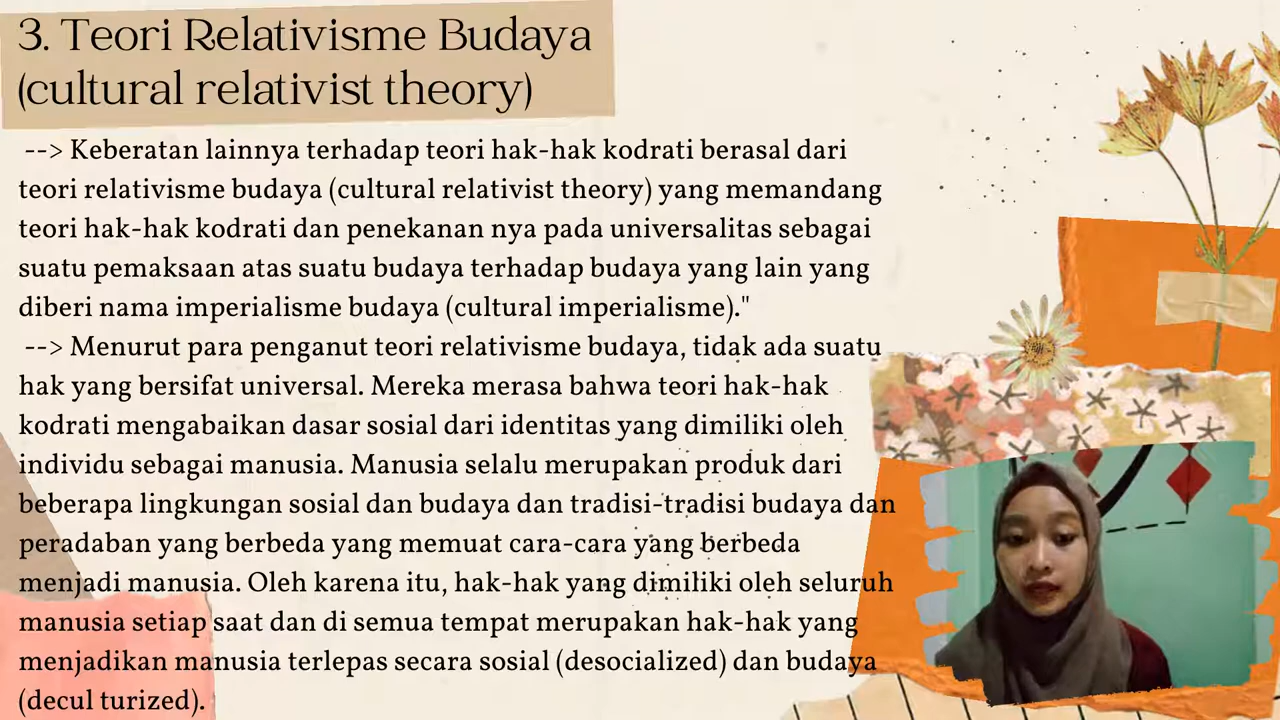 3. Teori Relativisme Budaya
(cultural relativist theory)
--> Keberatan lainnya terhadap teori hak-hak kodrati berasal dari
teori relativisme budaya (cultural relativist theory) yang memandang
teori hak-hak kodrati dan penekanan nya pada universalitas sebagai
suatu pemaksaan atas suatu budaya terhadap budaya yang lain yang
diberi nama imperialisme budaya (cultural imperialisme)."
--> Menurut para penganut teori relativisme budaya, tidak ada suatu
hak yang bersifat universal. Mereka merasa bahwa teori hak-hak
kodrati mengabaikan dasar sosial dari identitas yang dimiliki oleh
individu sebagai manusia. Manusia selalu merupakan produk dari
beberapa lingkungan sosial dan budaya dan tradisi-tradisi budaya dan
peradaban yang berbeda yang memuat cara-cara yang berbeda
menjadi manusia. Oleh karena itu, hak-hak yang dimiliki oleh seluruh
manusia setiap saat dan di semua tempat merupakan hak-hak yang
menjadikan manusia terlepas secara sosial (desocialized) dan budaya
(decul turized).